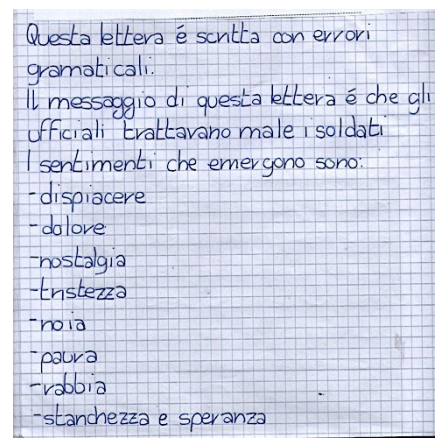 Questa lettera é scritta con errori
gramaticali.
Il messaggio di questa lettera é che gli
ufficiali trattavano male i soldati
I sentimenti che emergono sono:
-dispiacere
-dolore
-nostalgia
-tristezza
-noia
-paura
-rabbia
-stanchezza e speranza